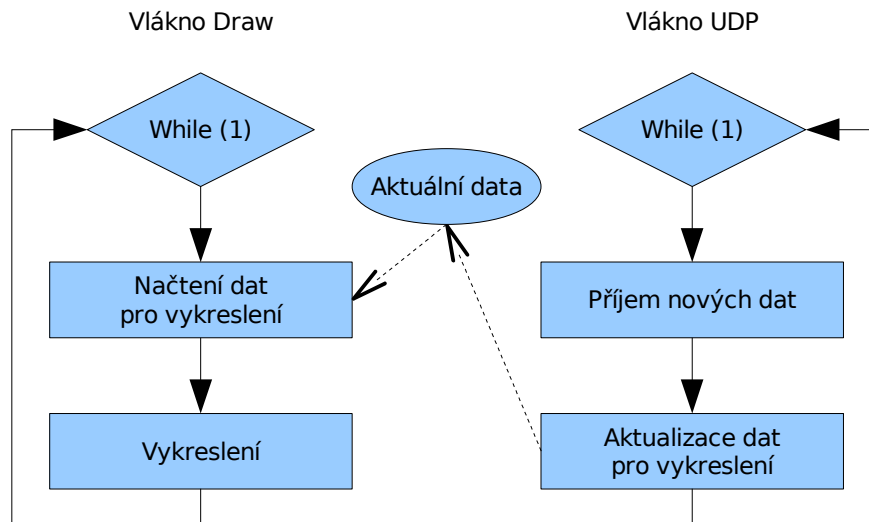 Vlákno Draw
Vlákno UDP
While (1)
While (1)
Aktuální data
Načtení dat
pro vykreslení
Příjem nových dat
Vykreslení
Aktualizace dat
pro vykreslení